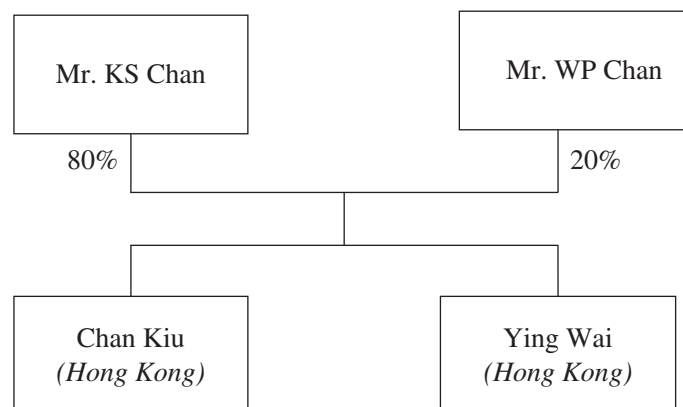 Mr. KS Chan
Mr. WP Chan
80%
20%
Chan Kiu
(Hong Kong)
Ying Wai
(Hong Kong)